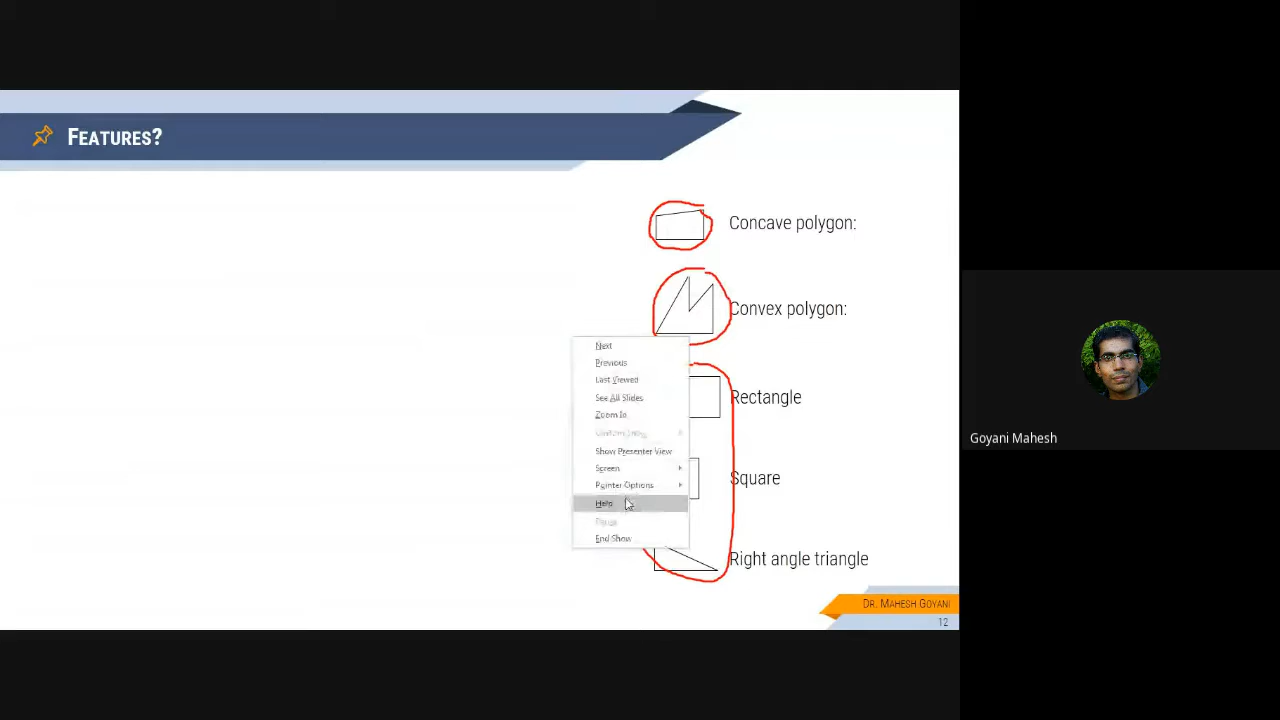 FEATURES?
Concave polygon:
Convex polygon:
Next
Previous
Last Viewed
See All Slides
Zoom In
Show Presenter View
Screen
Pointer Options
Help
Pause
End Show
Rectangle
Square
Right angle triangle
DR. MAHESH GOYANI
12
Goyani Mahesh